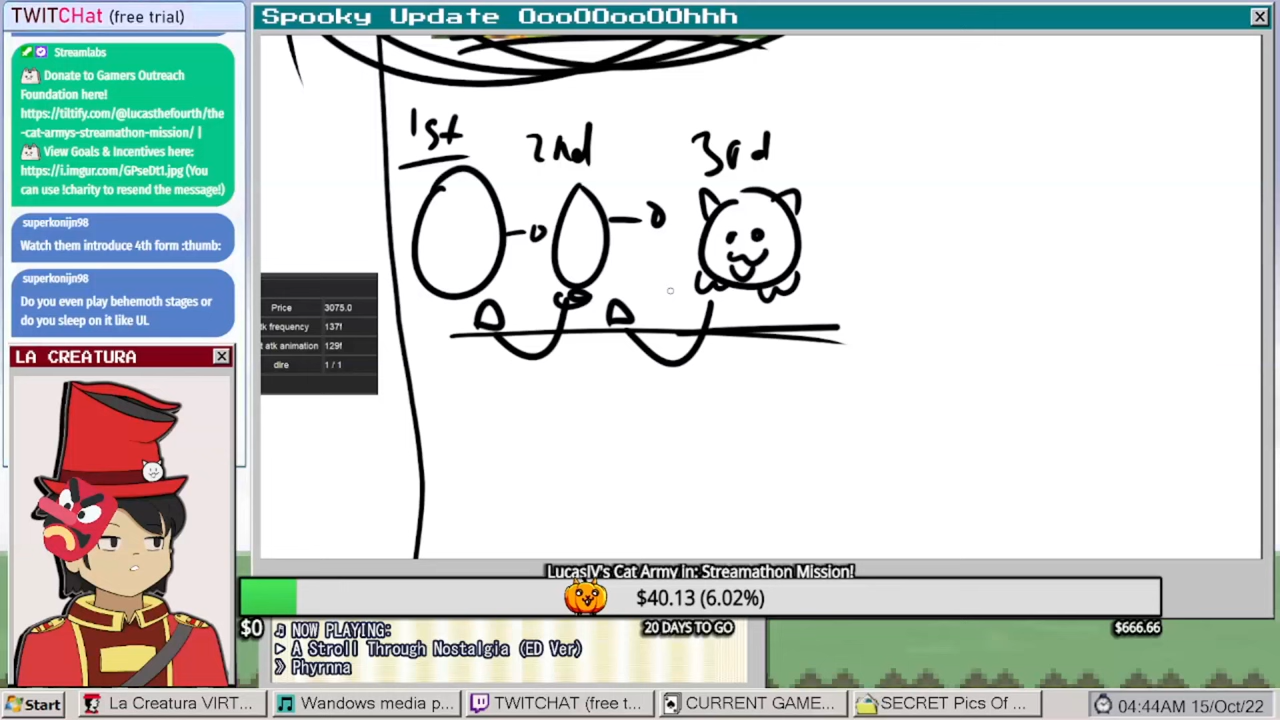 TWITCHat (free trial)
Spooky Update OooOOooOOhhh
Streamlabs
Donate to Gamers Outreach
Foundation here!
https://tiltify.com/@lucasthefourth/the
-cat-armys-streamathon-mission/ |
View Goals & Incentives here:
https://i.imgur.com/GPseDt1.jpg (You
can use !charity to resend the message!)
superkonijn98
Watch them introduce 4th form :thumb:
superkonijn98
Do you even play behemoth stages or
do you sleep on it like UL
1st
2nd
3rd
Price 3075.0
tk frequency 137f
t atk animation 129f
dire 1 / 1
LA CREATURA
LucasIV's Cat Army in: Streamathon Mission!
$40.13 (6.02%)
$0
20 DAYS TO GO
$666.66
♫ NOW PLAYING:
A Stroll Through Nostalgia (ED Ver)
Phyrnna
Start
La Creatura VIRT...
Wandows media p...
TWITCHAT (free t...
CURRENT GAME...
SECRET Pics Of ...
04:44AM 15/Oct/22